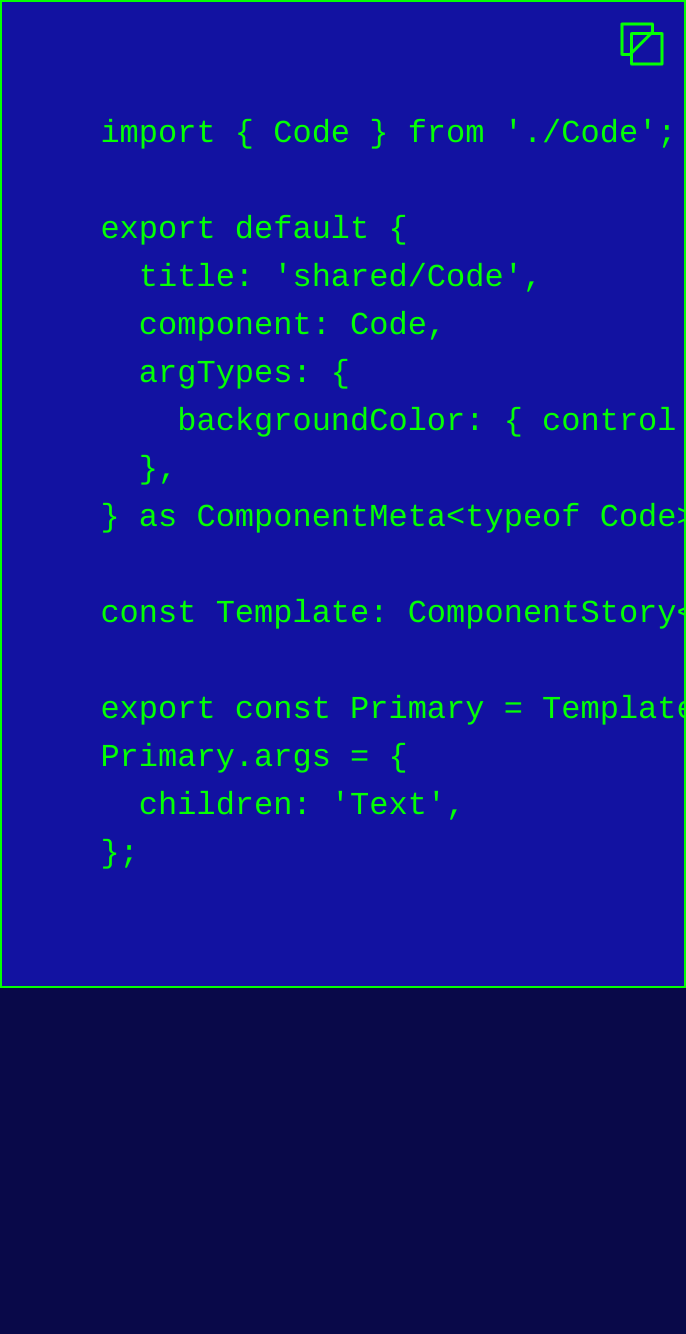 import { Code } from './Code';
export default {
  title: 'shared/Code',
  component: Code,
  argTypes: {
    backgroundColor: { control
  },
} as ComponentMeta<typeof Code>
const Template: ComponentStory<
export const Primary = Template
Primary.args = {
  children: 'Text',
};